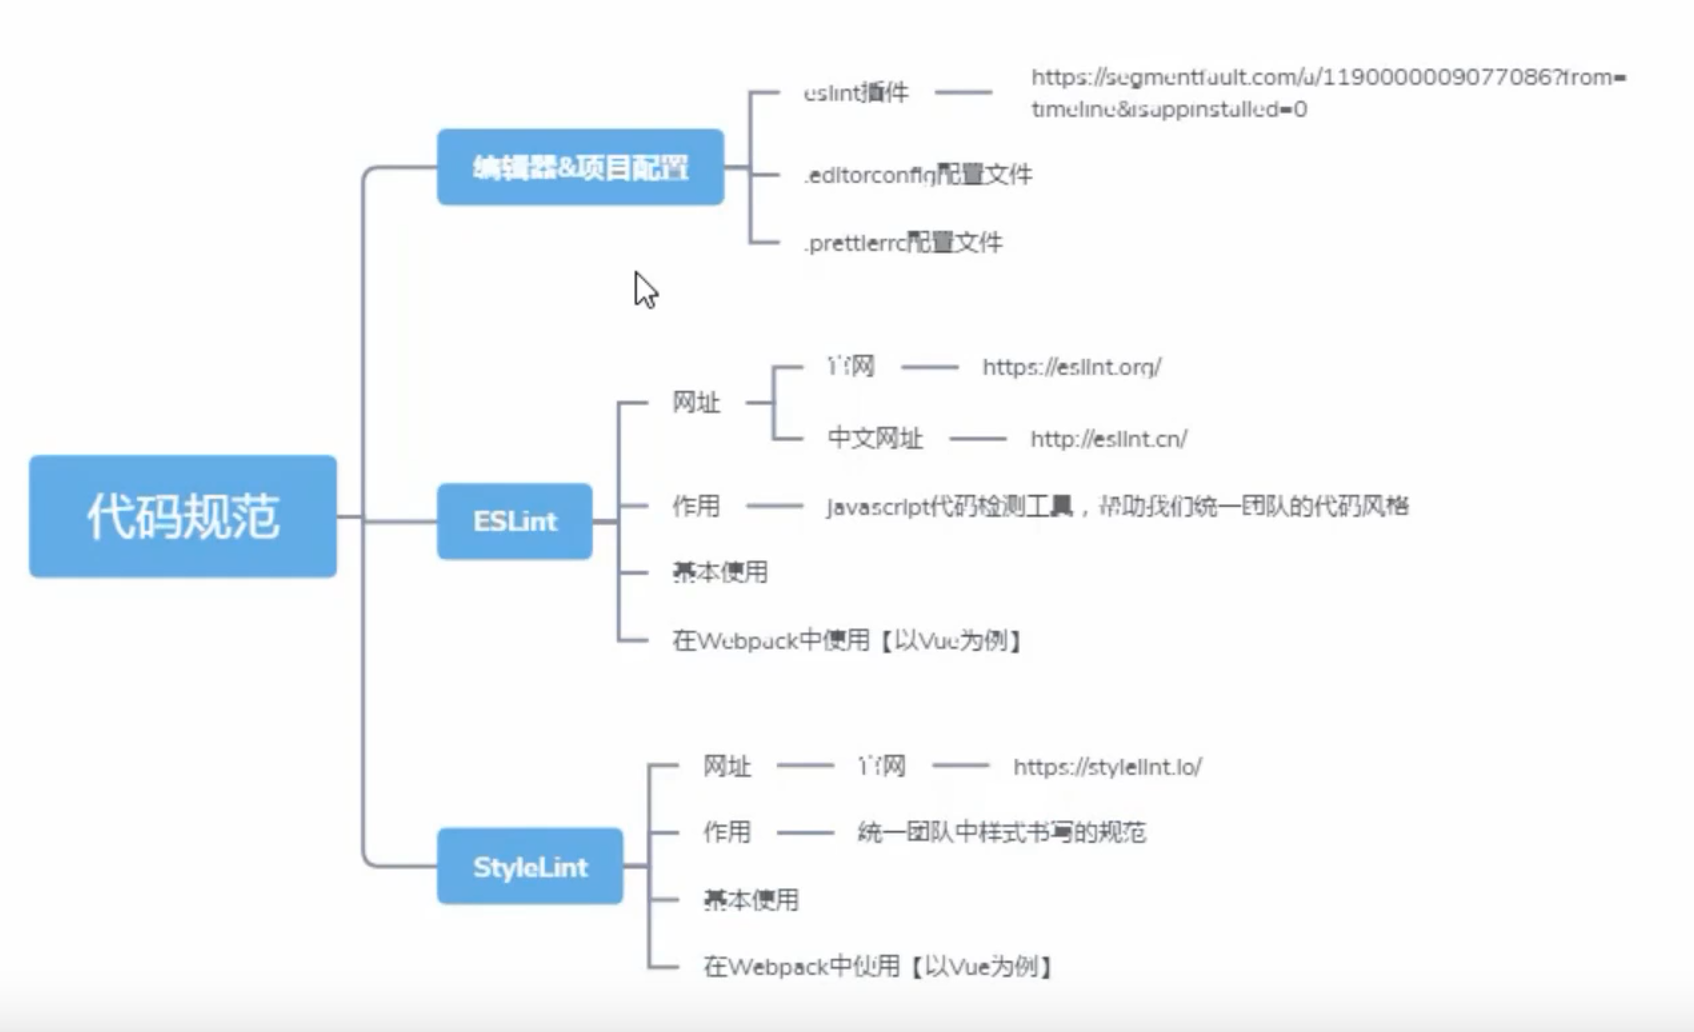 代码规范
编辑器&项目配置
eslint插件
https://segmentfault.com/a/1190000009077086?from=
timeline&isappinstalled=0
.editorconfig配置文件
.prettierrc配置文件
ESLint
网址
官网
https://eslint.org/
中文网址
http://eslint.cn/
作用
javascript代码检测工具，帮助我们统一团队的代码风格
基本使用
在Webpack中使用【以Vue为例】
StyleLint
网址
官网
https://stylelint.io/
作用
统一团队中样式书写的规范
基本使用
在Webpack中使用【以Vue为例】